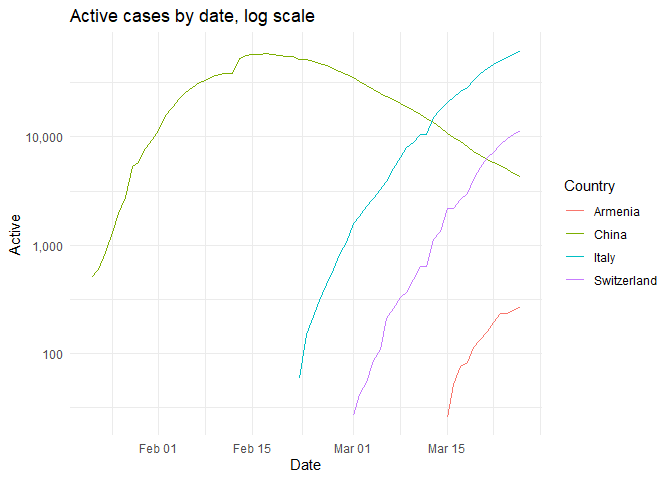 Active cases by date, log scale
10,000
1,000
100
Active
Feb 01
Feb 15
Mar 01
Mar 15
Date
Country
Armenia
China
Italy
Switzerland